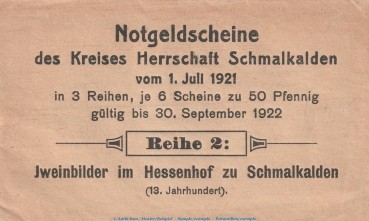 Notgeldscheine
des Kreises Herrschaft Schmalkalden
vom 1. Juli 1921
in 3 Reihen, je 6 Scheine zu 50 Pfennig
gültig bis 30. September 1922
Reihe 2:
Jweinbilder im Hessenhof zu Schmalkalden
(13. Jahrhundert).